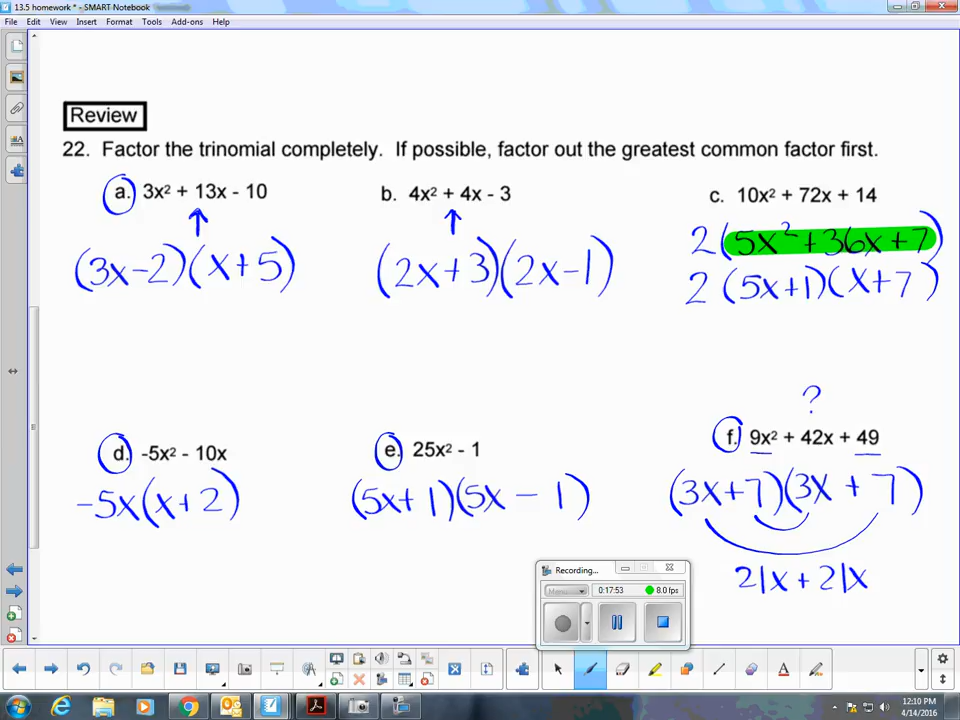 13.5 homework * - SMART Notebook
File Edit View Insert Format Tools Add-ons Help
Review
22. Factor the trinomial completely. If possible, factor out the greatest common factor first.
a. 3x² + 13x - 10
(3x-2)(x+5)
b. 4x² + 4x - 3
(2x+3)(2x-1)
c. 10x² + 72x + 14
2(5x²+36x+7)
2(5x+1)(x+7)
d. -5x² - 10x
-5x(x+2)
e. 25x² - 1
(5x+1)(5x - 1)
?
f. 9x² + 42x + 49
(3x+7)(3x + 7)
21x + 21x
Recording...
Menu
0:17:53 8.0 fps
12:10 PM
4/14/2016